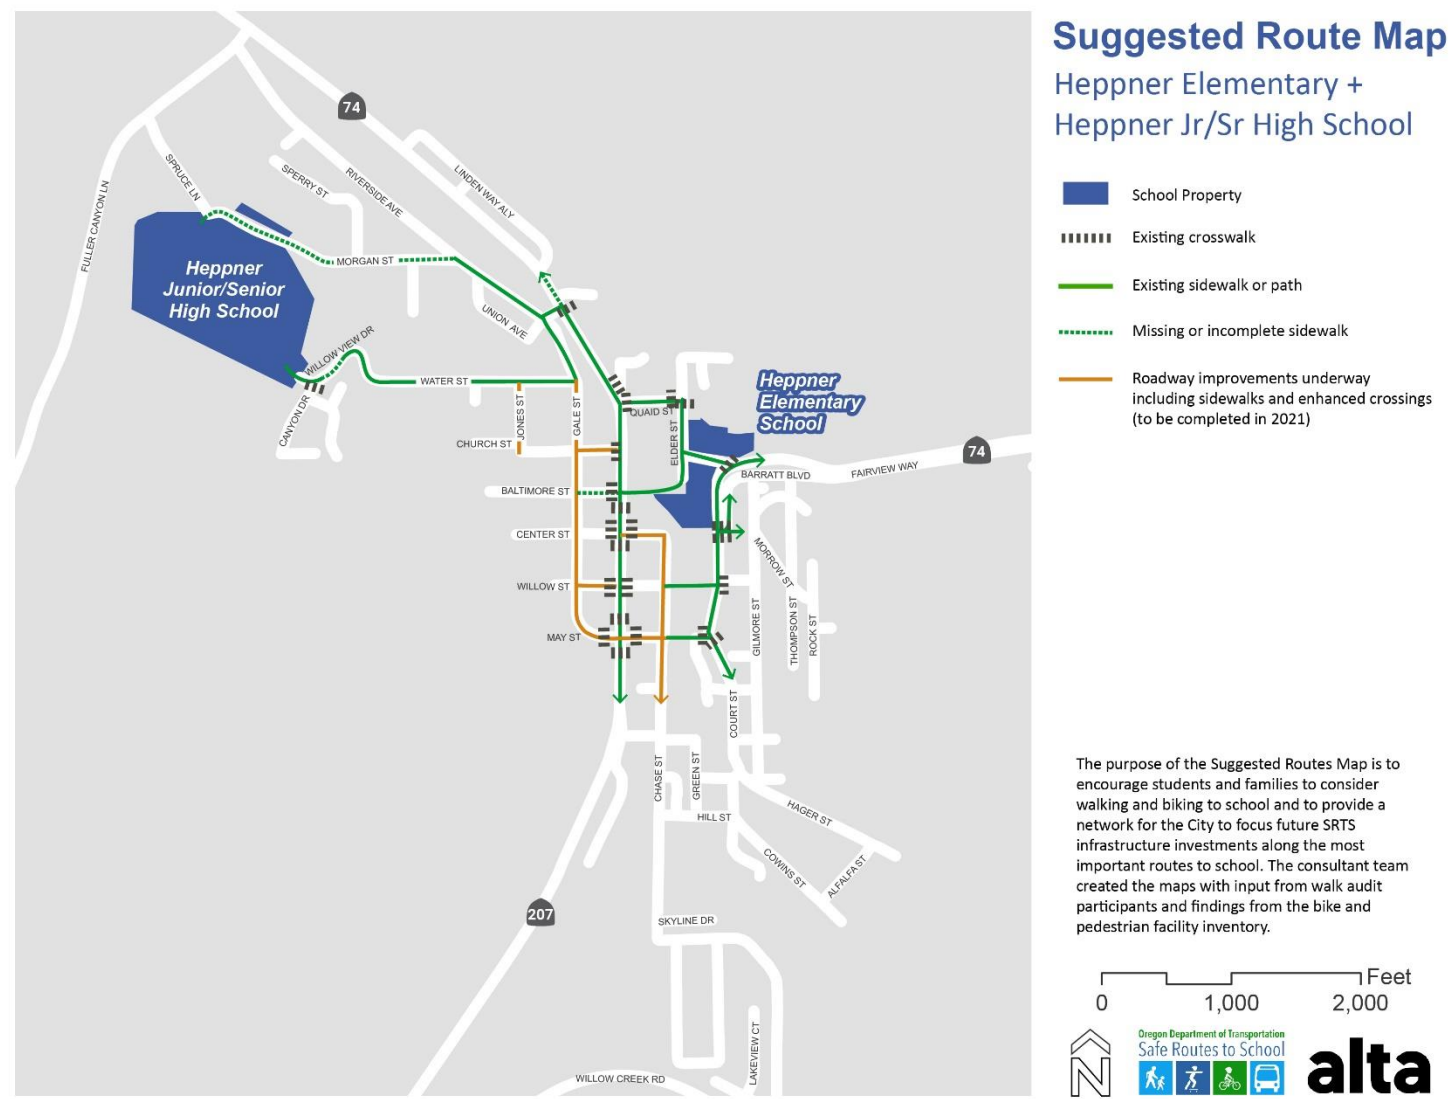 Suggested Route Map
Heppner Elementary +
Heppner Jr/Sr High School
School Property
Existing crosswalk
Existing sidewalk or path
Missing or incomplete sidewalk
Roadway improvements underway
including sidewalks and enhanced crossings
(to be completed in 2021)
74
LINDEN WAY ALY
SPRUCE LN
SPERRY ST
RIVERSIDE AVE
FULLER CANYON LN
MORGAN ST
Heppner
Junior/Senior
High School
UNION AVE
WILLOW VIEW DR
WATER ST
CANYON DR
JONES ST
GALE ST
Heppner
Elementary
School
QUAID ST
ELDER ST
CHURCH ST
74
BARRATT BLVD
FAIRVIEW WAY
BALTIMORE ST
CENTER ST
MORROW ST
WILLOW ST
GILMORE ST
THOMPSON ST
ROCK ST
MAY ST
COURT ST
CHASE ST
GREEN ST
HAGER ST
HILL ST
COWINS ST
ALFALFA ST
207
SKYLINE DR
LAKEVIEW CT
WILLOW CREEK RD
The purpose of the Suggested Routes Map is to
encourage students and families to consider
walking and biking to school and to provide a
network for the City to focus future SRTS
infrastructure investments along the most
important routes to school. The consultant team
created the maps with input from walk audit
participants and findings from the bike and
pedestrian facility inventory.
Feet
0 1,000 2,000
N
Oregon Department of Transportation
Safe Routes to School
alta